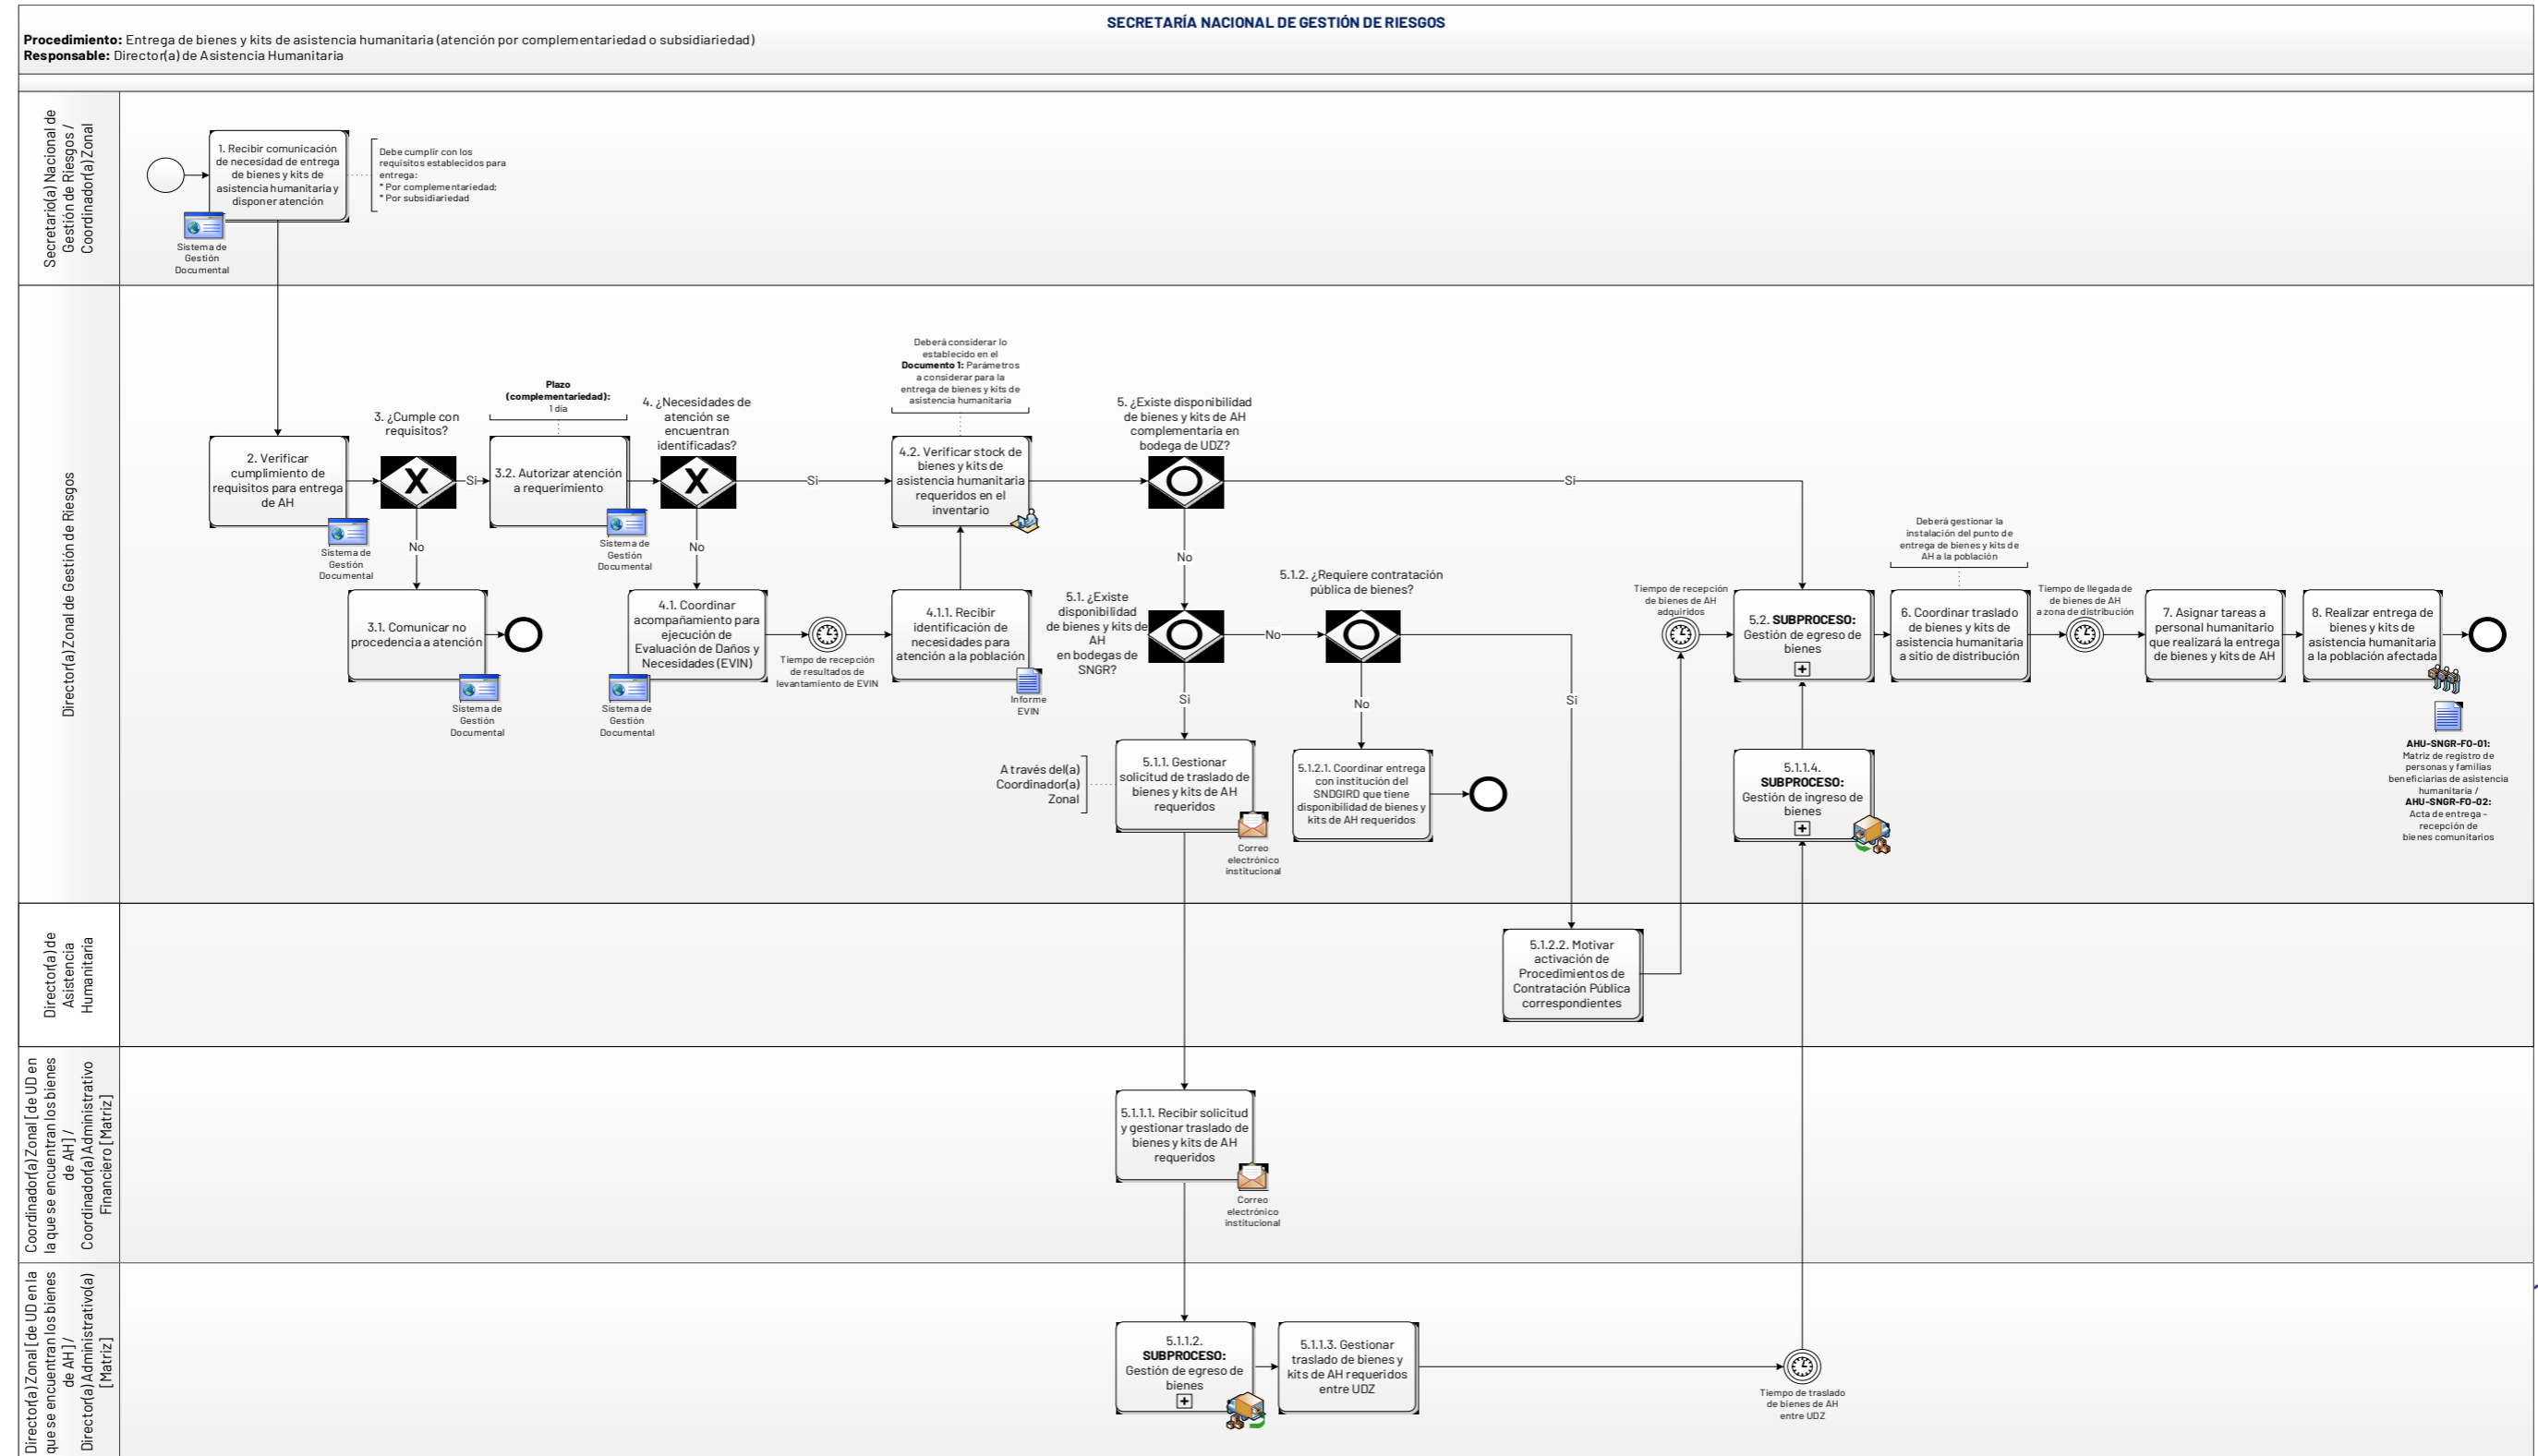 SECRETARÍA NACIONAL DE GESTIÓN DE RIESGOS
Procedimiento: Entrega de bienes y kits de asistencia humanitaria (atención por complementariedad o subsidiariedad)
Responsable: Director(a) de Asistencia Humanitaria
Secretario(a) Nacional de
Gestión de Riesgos /
Coordinador(a) Zonal
1. Recibir comunicación
de necesidad de entrega
de bienes y kits de
asistencia humanitaria y
disponer atención
Sistema de
Gestión
Documental
Debe cumplir con los
requisitos establecidos para
entrega:
* Por complementariedad;
* Por subsidiariedad
Director(a) Zonal de Gestión de Riesgos
2. Verificar
cumplimiento de
requisitos para entrega
de AH
Sistema de
Gestión
Documental
3. ¿Cumple con
requisitos?
Si
No
3.1. Comunicar no
procedencia a atención
Sistema de
Gestión
Documental
Plazo
(complementariedad):
1 día
3.2. Autorizar atención
a requerimiento
Sistema de
Gestión
Documental
4. ¿Necesidades de
atención se
encuentran
identificadas?
Si
No
4.1. Coordinar
acompañamiento para
ejecución de
Evaluación de Daños y
Necesidades (EVIN)
Sistema de
Gestión
Documental
Tiempo de recepción
de resultados de
levantamiento de EVIN
4.1.1. Recibir
identificación de
necesidades para
atención a la población
Informe
EVIN
Deberá considerar lo
establecido en el
Documento 1: Parámetros
a considerar para la
entrega de bienes y kits de
asistencia humanitaria
4.2. Verificar stock de
bienes y kits de
asistencia humanitaria
requeridos en el
inventario
5. ¿Existe disponibilidad
de bienes y kits de AH
complementaria en
bodega de UDZ?
Si
No
5.1. ¿Existe
disponibilidad
de bienes y kits de
AH
en bodegas de
SNGR?
No
Si
5.1.2. ¿Requiere contratación
pública de bienes?
No
Si
A través del(a)
Coordinador(a)
Zonal
5.1.1. Gestionar
solicitud de traslado de
bienes y kits de AH
requeridos
Correo
electrónico
institucional
5.1.2.1. Coordinar entrega
con institución del
SNDGIRD que tiene
disponibilidad de bienes y
kits de AH requeridos
Tiempo de recepción
de bienes de AH
adquiridos
5.2. SUBPROCESO:
Gestión de egreso de
bienes
5.1.1.4.
SUBPROCESO:
Gestión de ingreso de
bienes
Deberá gestionar la
instalación del punto de
entrega de bienes y kits de
AH a la población
6. Coordinar traslado
de bienes y kits de
asistencia humanitaria
a sitio de distribución
Tiempo de llegada de
de bienes de AH
a zona de distribución
7. Asignar tareas a
personal humanitario
que realizará la entrega
de bienes y kits de AH
8. Realizar entrega de
bienes y kits de
asistencia humanitaria
a la población afectada
AHU-SNGR-FO-01:
Matriz de registro de
personas y familias
beneficiarias de asistencia
humanitaria /
AHU-SNGR-FO-02:
Acta de entrega -
recepción de
bienes comunitarios
Director(a) de
Asistencia
Humanitaria
5.1.2.2. Motivar
activación de
Procedimientos de
Contratación Pública
correspondientes
Coordinador(a) Zonal [de UD en
la que se encuentran los bienes
de AH] /
Coordinador(a) Administrativo
Financiero [Matriz]
5.1.1.1. Recibir solicitud
y gestionar traslado de
bienes y kits de AH
requeridos
Correo
electrónico
institucional
Director(a) Zonal [de UD en la
que se encuentran los bienes
de AH] /
Director(a) Administrativo(a)
[Matriz]
5.1.1.2.
SUBPROCESO:
Gestión de egreso de
bienes
5.1.1.3. Gestionar
traslado de bienes y
kits de AH requeridos
entre UDZ
Tiempo de traslado
de bienes de AH
entre UDZ